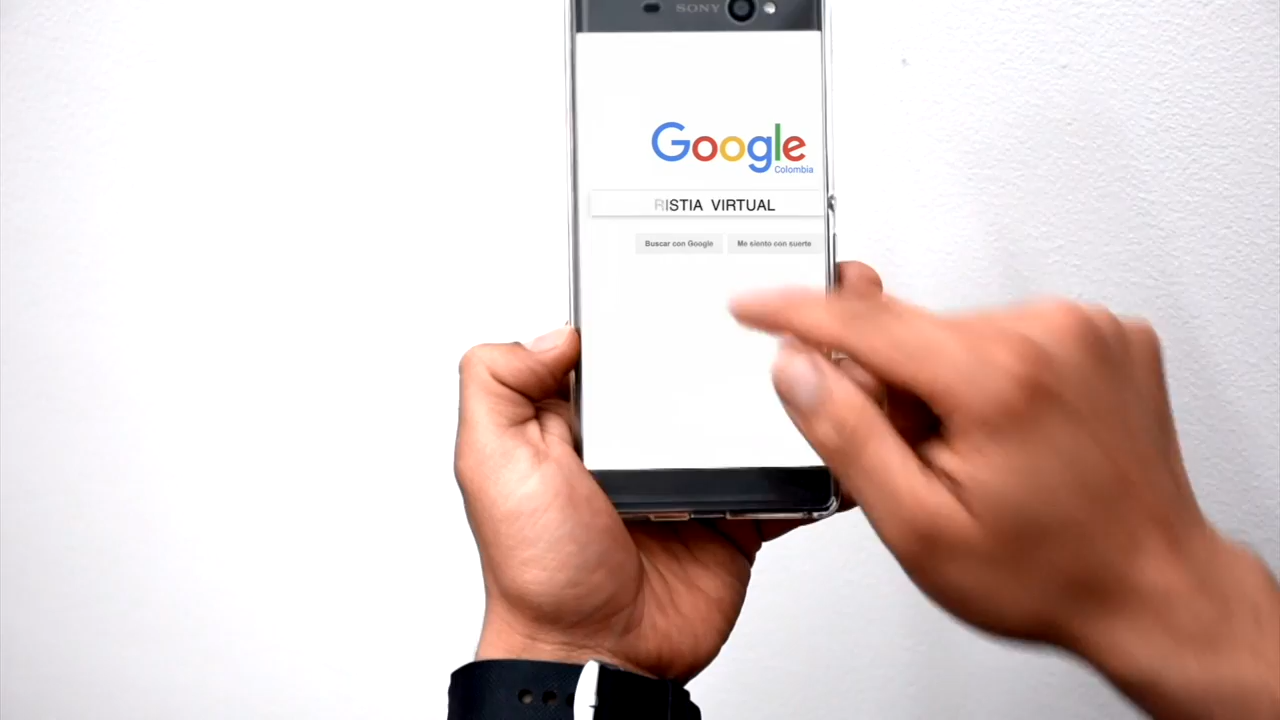 SONY
Google
Colombia
RISTIA VIRTUAL
Buscar con Google
Me siento con suerte